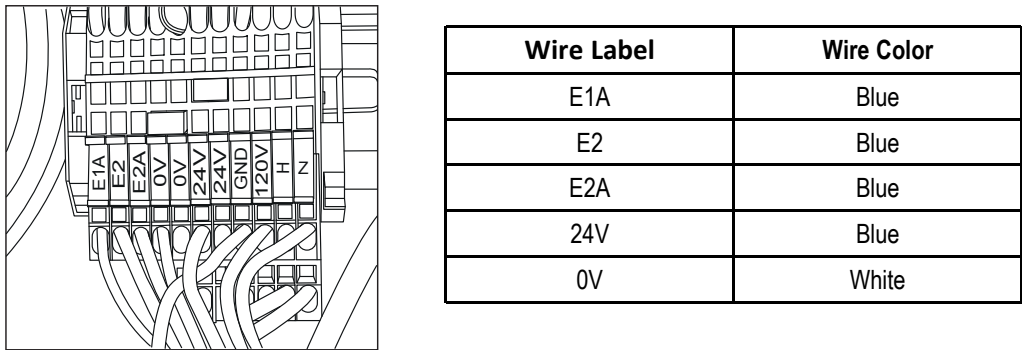 E1A
E2
E2A
0V
0V
24V
24V
GND
120V
H
N
Wire Label Wire Color
E1A Blue
E2 Blue
E2A Blue
24V Blue
0V White